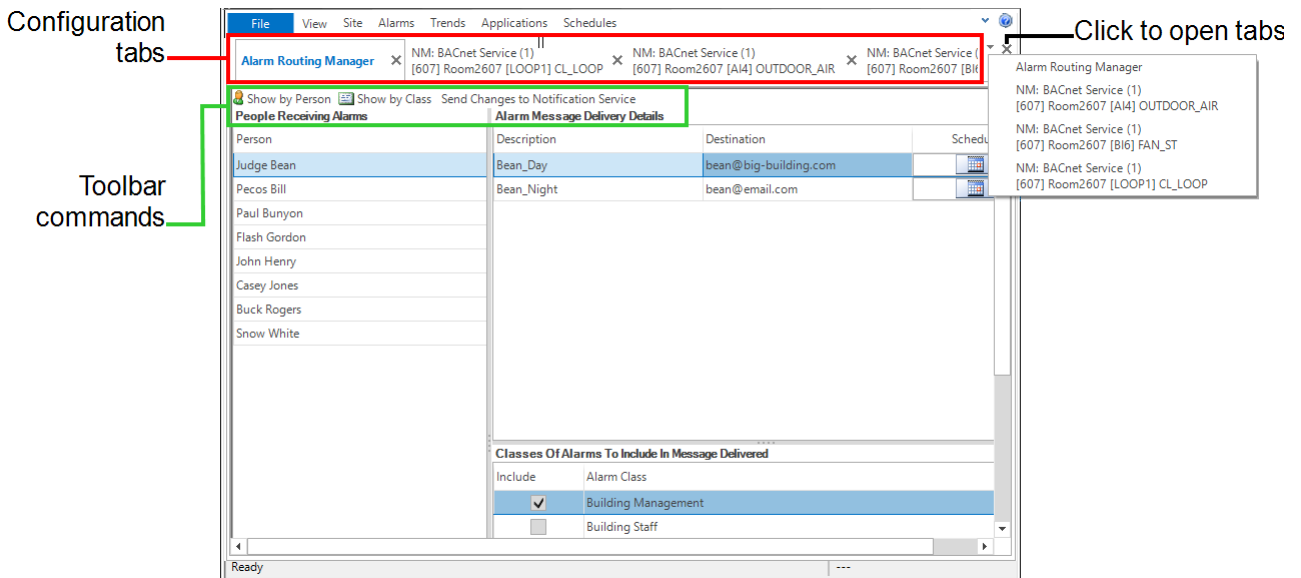 Configuration tabs
Click to open tabs
Toolbar commands
File View Site Alarms Trends Applications Schedules
Alarm Routing Manager
NM: BACnet Service (1)
[607] Room2607 [LOOP1] CL_LOOP
NM: BACnet Service (1)
[607] Room2607 [AI4] OUTDOOR_AIR
NM: BACnet Service (
[607] Room2607 [BI6
Alarm Routing Manager
NM: BACnet Service (1)
[607] Room2607 [AI4] OUTDOOR_AIR
NM: BACnet Service (1)
[607] Room2607 [BI6] FAN_ST
NM: BACnet Service (1)
[607] Room2607 [LOOP1] CL_LOOP
Show by Person Show by Class Send Changes to Notification Service
People Receiving Alarms
Person
Judge Bean
Pecos Bill
Paul Bunyon
Flash Gordon
John Henry
Casey Jones
Buck Rogers
Snow White
Alarm Message Delivery Details
Description Destination Schedu
Bean_Day bean@big-building.com
Bean_Night bean@email.com
Classes Of Alarms To Include In Message Delivered
Include Alarm Class
Building Management
Building Staff
Ready ---